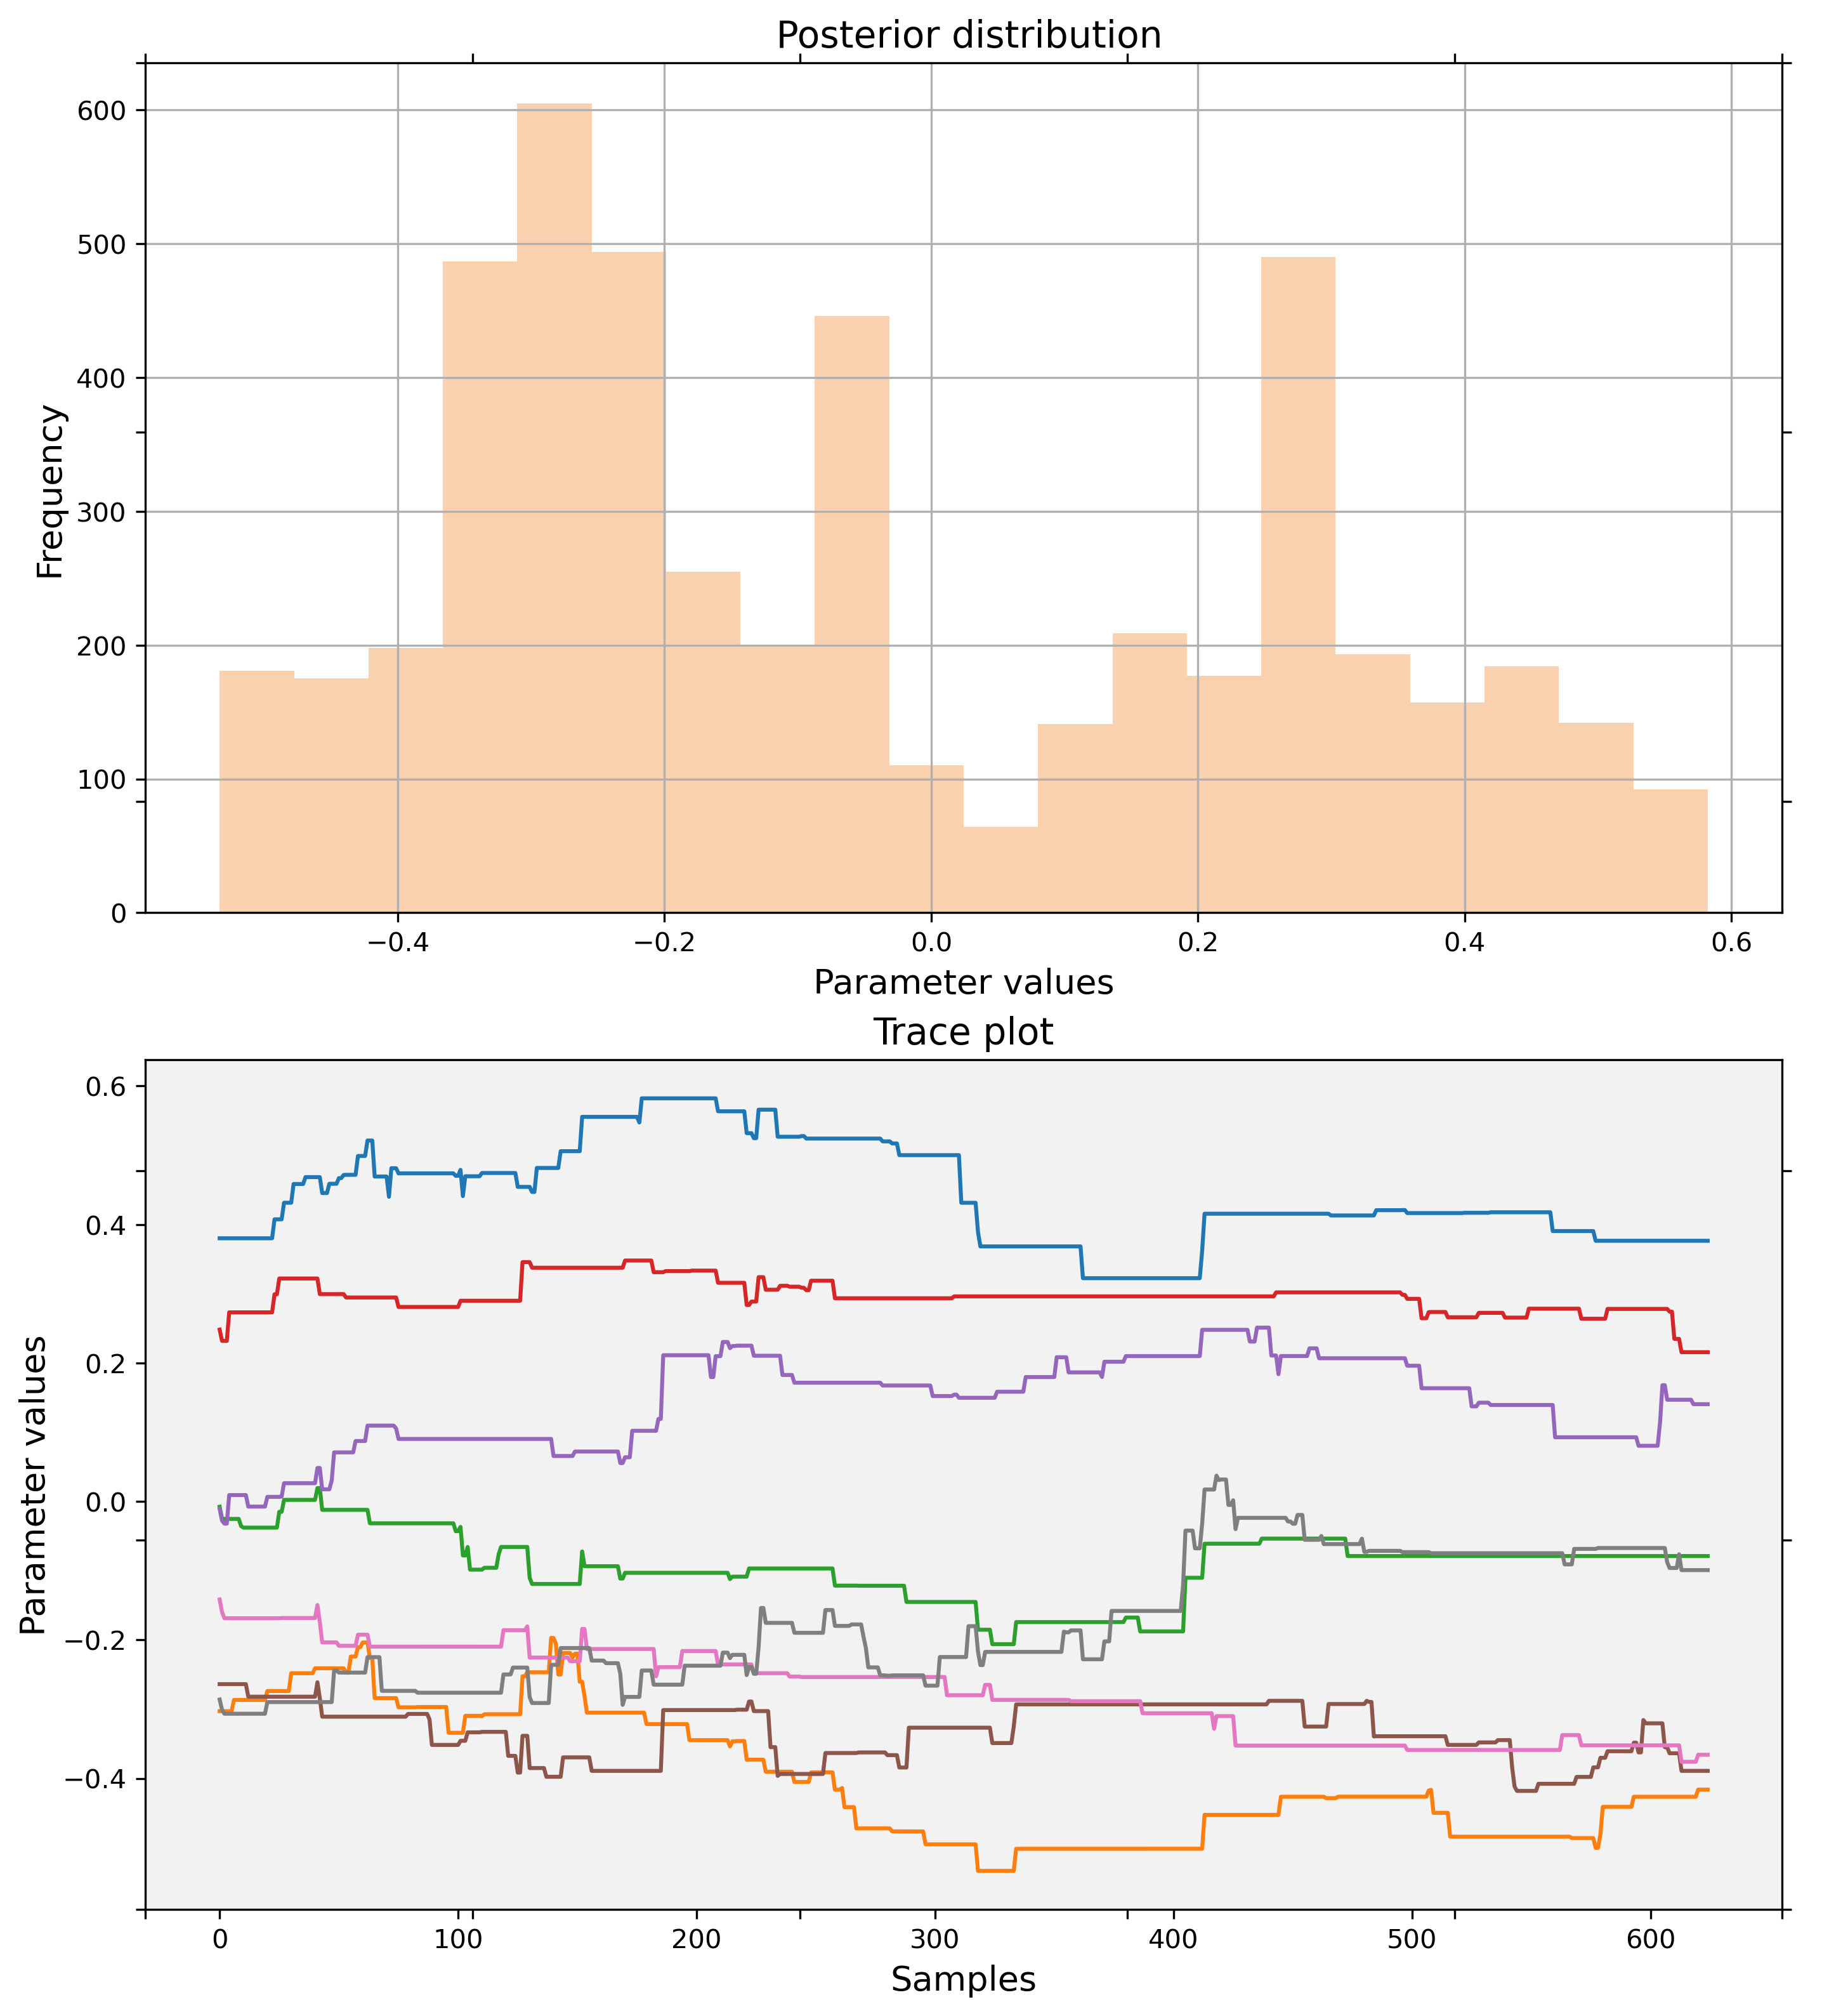 Posterior distribution
600
500
400
300
200
100
0
Frequency
−0.4 −0.2 0.0 0.2 0.4 0.6
Parameter values
Trace plot
0.6
0.4
0.2
0.0
−0.2
−0.4
Parameter values
0 100 200 300 400 500 600
Samples